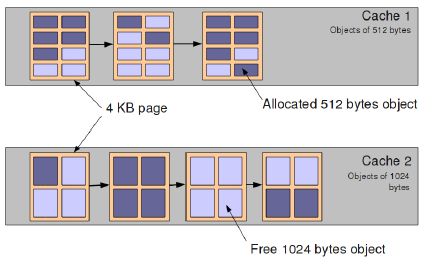 Cache 1
Objects of 512 bytes
4 KB page
Allocated 512 bytes object
Cache 2
Objects of 1024
bytes
Free 1024 bytes object